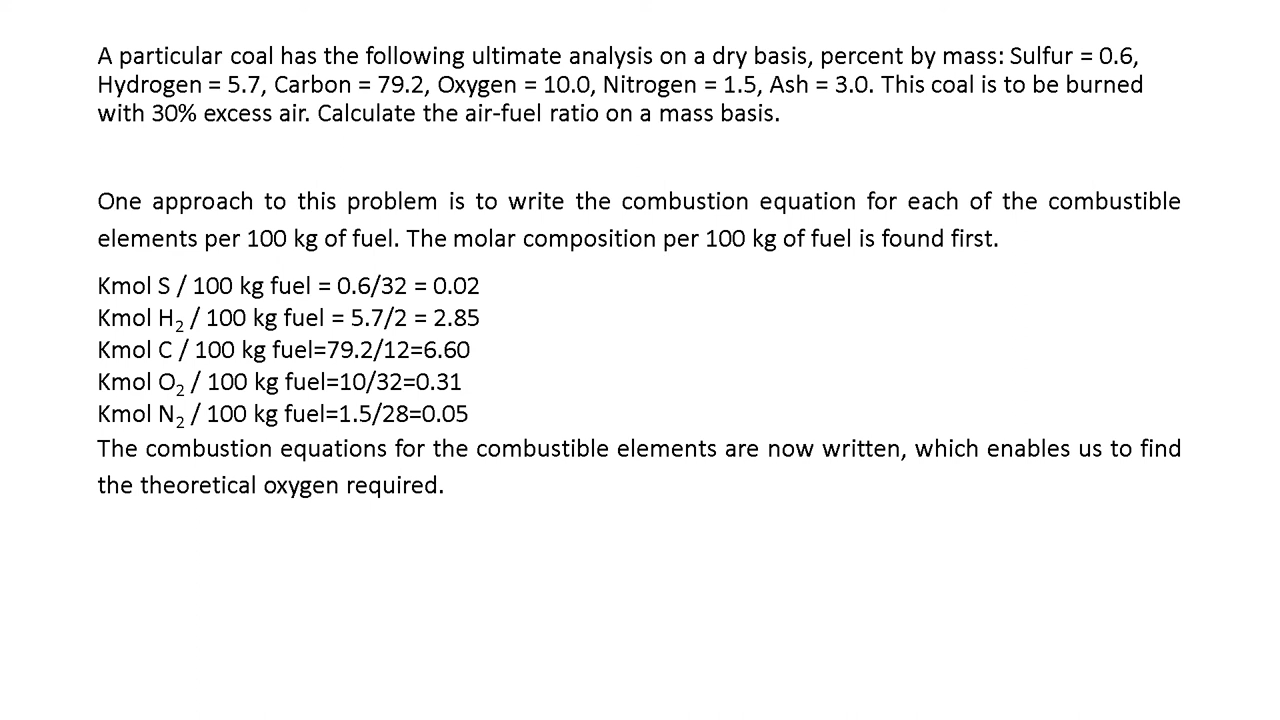 A particular coal has the following ultimate analysis on a dry basis, percent by mass: Sulfur = 0.6,
Hydrogen = 5.7, Carbon = 79.2, Oxygen = 10.0, Nitrogen = 1.5, Ash = 3.0. This coal is to be burned
with 30% excess air. Calculate the air-fuel ratio on a mass basis.
One approach to this problem is to write the combustion equation for each of the combustible
elements per 100 kg of fuel. The molar composition per 100 kg of fuel is found first.
Kmol S / 100 kg fuel = 0.6/32 = 0.02
Kmol H₂ / 100 kg fuel = 5.7/2 = 2.85
Kmol C / 100 kg fuel=79.2/12=6.60
Kmol O₂ / 100 kg fuel=10/32=0.31
Kmol N₂ / 100 kg fuel=1.5/28=0.05
The combustion equations for the combustible elements are now written, which enables us to find
the theoretical oxygen required.